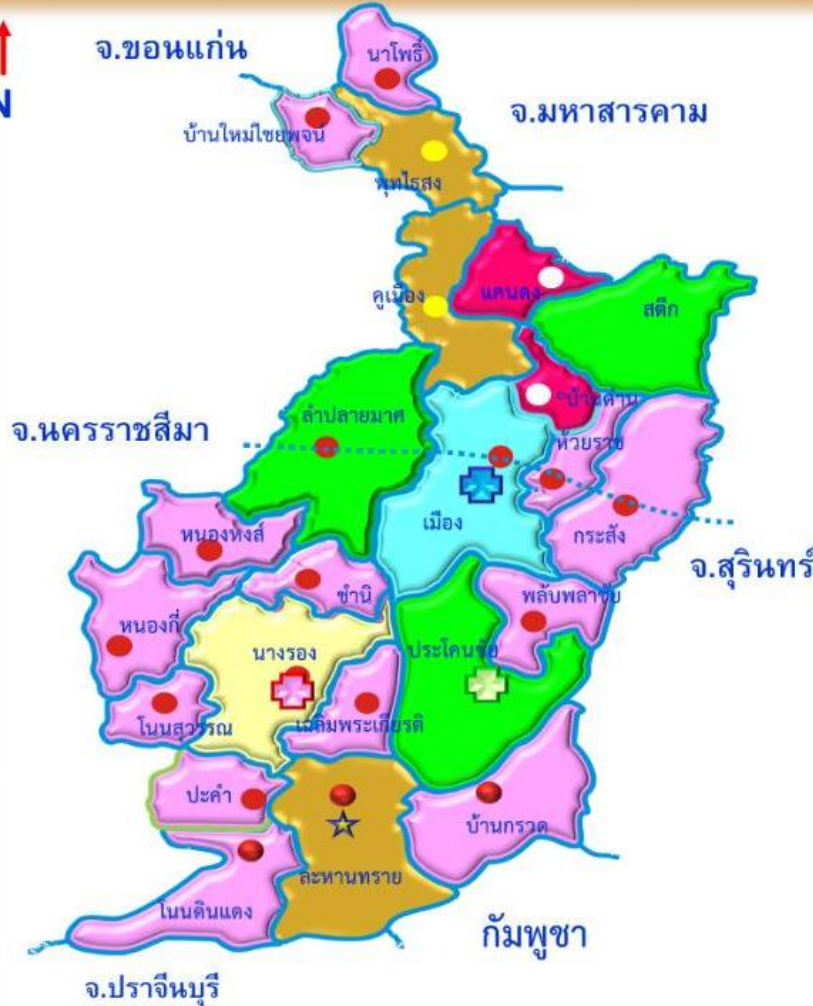 N
จ.ขอนแก่น
นาโพธิ์
จ.มหาสารคาม
บ้านใหม่ไชยพจน์
พุทไธสง
คูเมือง
แคนดง
สตึก
บ้านด่าน
ลำปลายมาศ
จ.นครราชสีมา
ห้วยราช
เมือง
กระสัง
หนองหงส์
จ.สุรินทร์
ชำนิ
พลับพลาชัย
หนองกี่
นางรอง
ประโคนชัย
โนนสุวรรณ
เฉลิมพระเกียรติ
ปะคำ
บ้านกรวด
ละหานทราย
โนนดินแดง
กัมพูชา
จ.ปราจีนบุรี